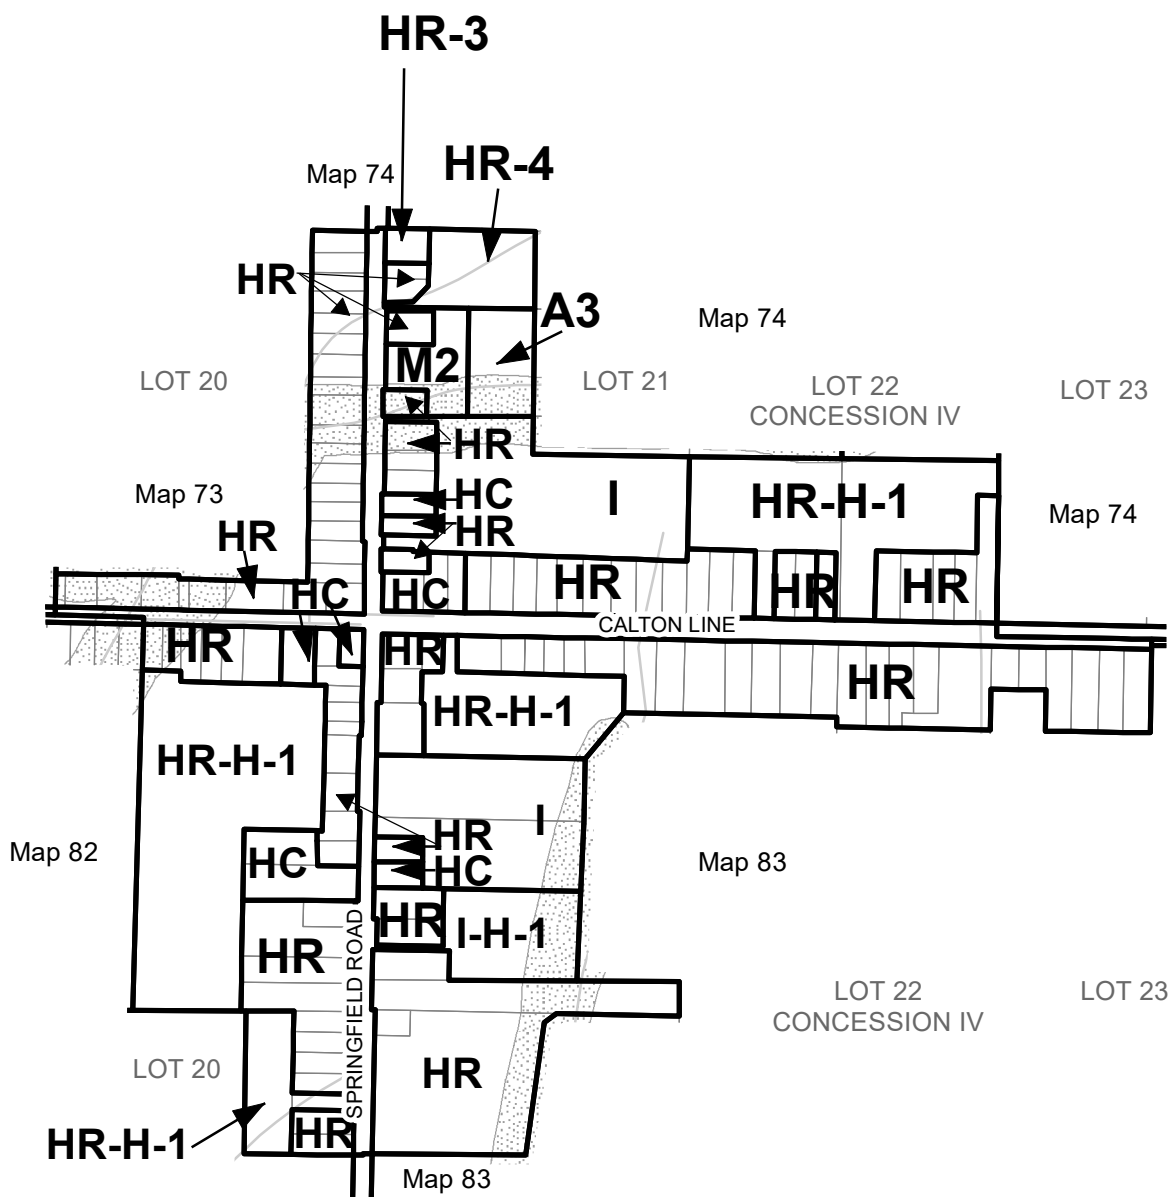 HR-3
Map 74
HR-4
HR
A3
Map 74
M2
LOT 20
LOT 21
LOT 22
CONCESSION IV
LOT 23
HR
HC
Map 73
I
HR-H-1
Map 74
HR
HR
HC
HC
HR
HR
HR
CALTON LINE
HR
HR
HR
HR-H-1
HR-H-1
I
HR
Map 82
HC
HC
Map 83
HR
I-H-1
HR
SPRINGFIELD ROAD
LOT 22
CONCESSION IV
LOT 23
LOT 20
HR
HR-H-1
HR
Map 83